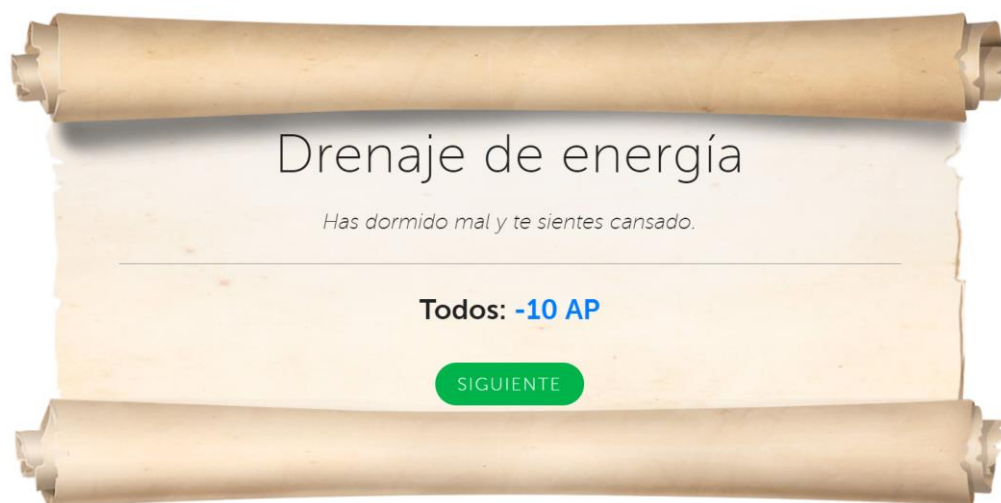 Drenaje de energía
Has dormido mal y te sientes cansado.
Todos: -10 AP
SIGUIENTE